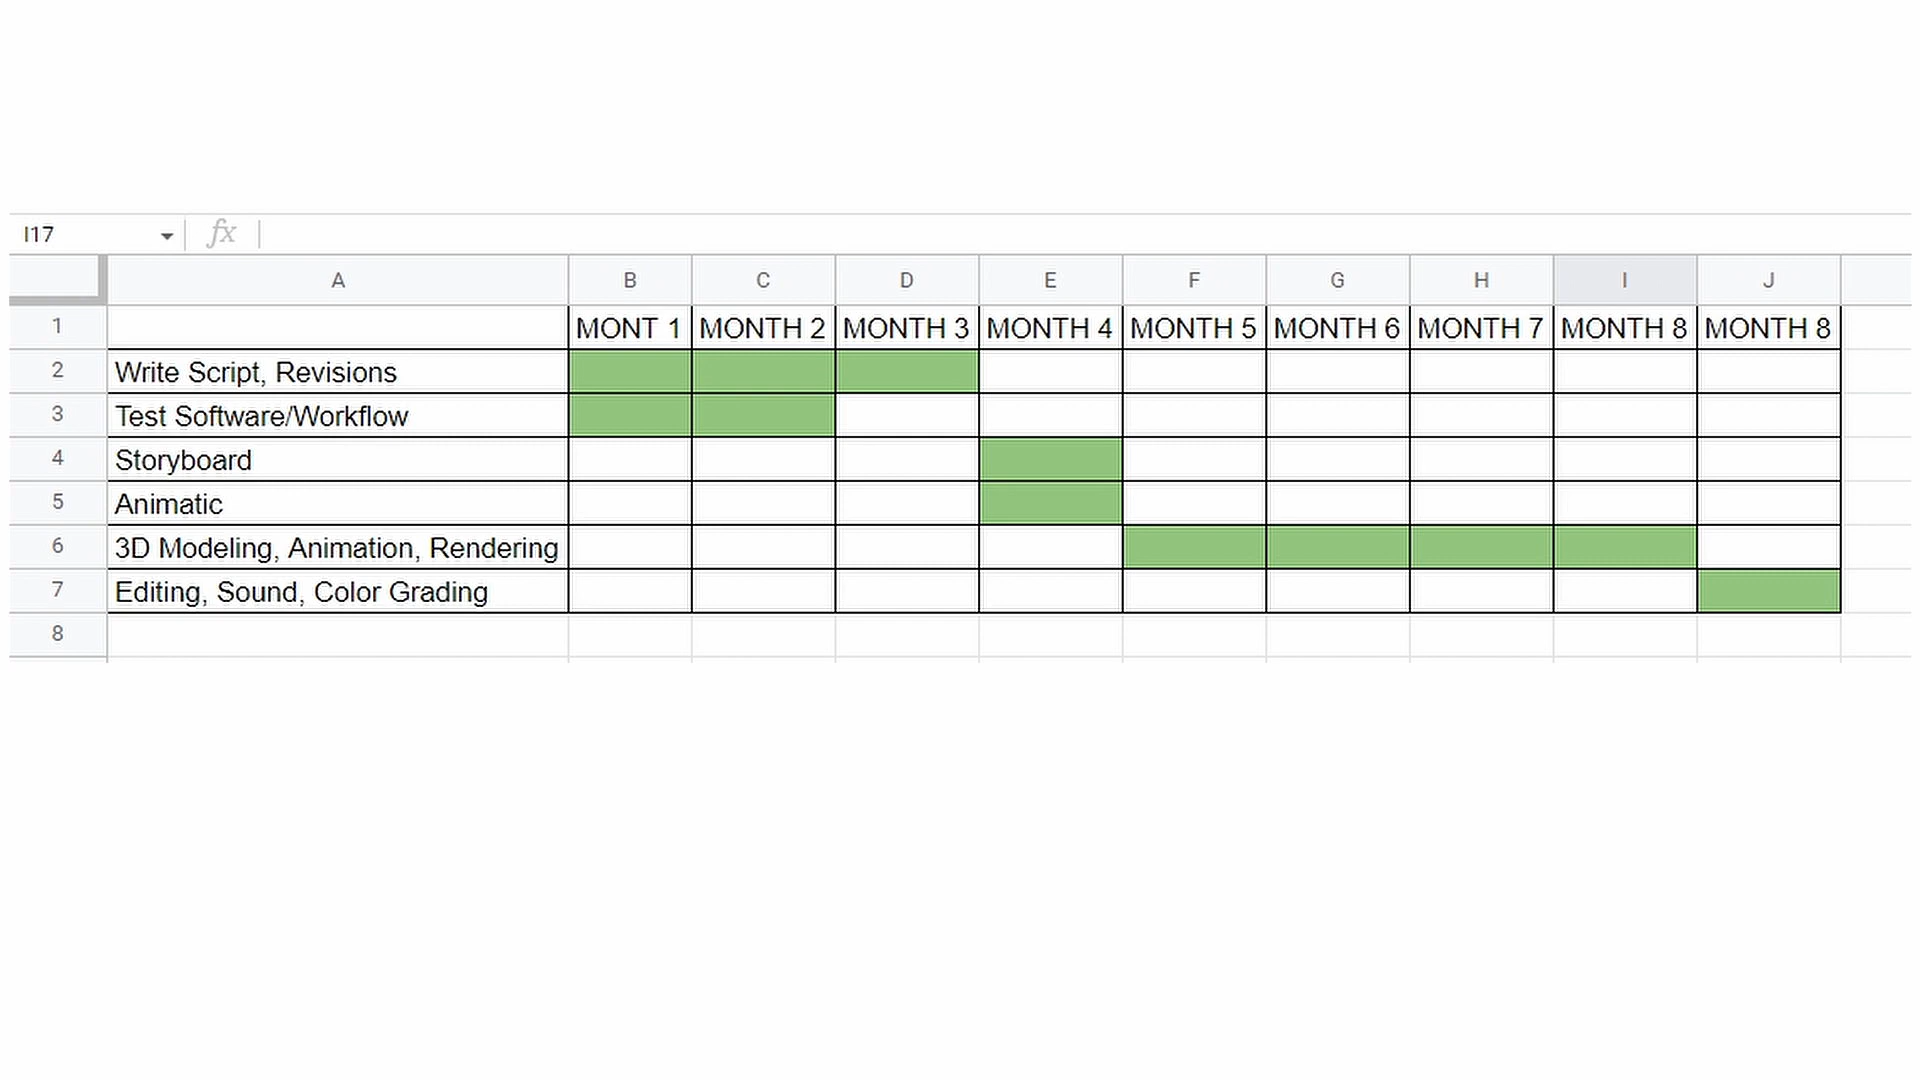 I17 fx
A B C D E F G H I J
1 MONT 1 MONTH 2 MONTH 3 MONTH 4 MONTH 5 MONTH 6 MONTH 7 MONTH 8 MONTH 8
2 Write Script, Revisions
3 Test Software/Workflow
4 Storyboard
5 Animatic
6 3D Modeling, Animation, Rendering
7 Editing, Sound, Color Grading
8